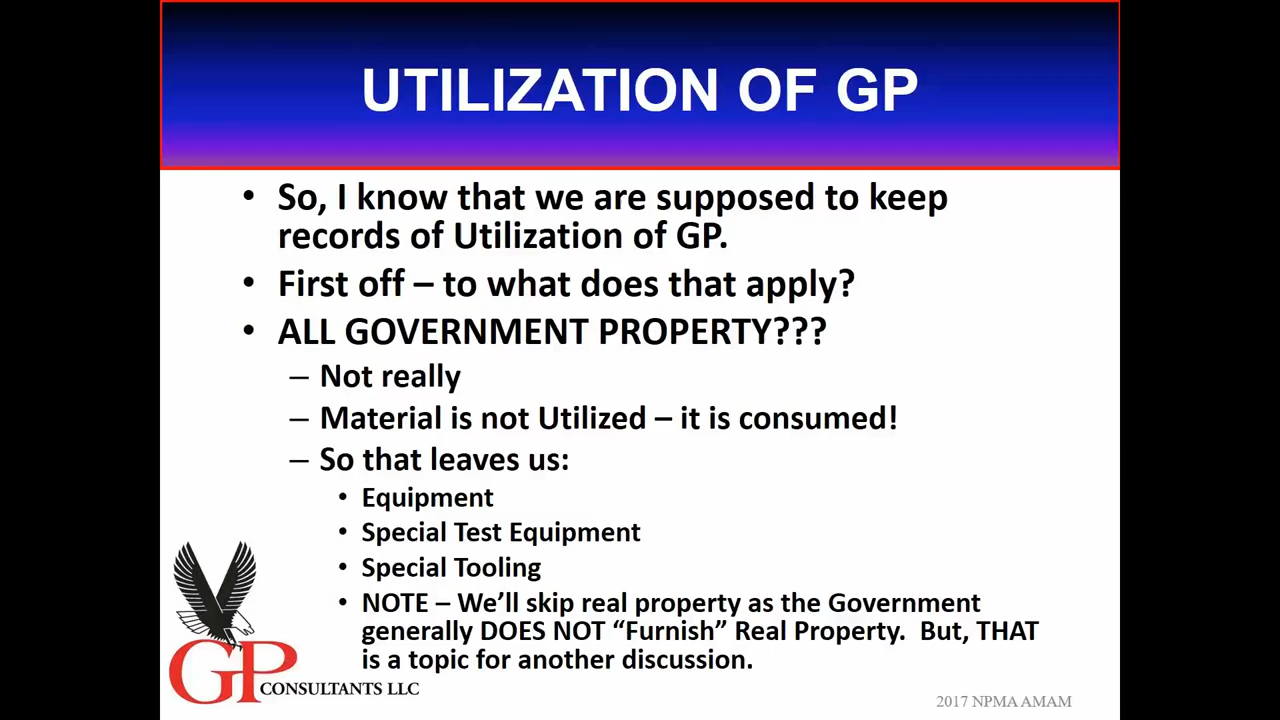 UTILIZATION OF GP
• So, I know that we are supposed to keep
records of Utilization of GP.
• First off – to what does that apply?
• ALL GOVERNMENT PROPERTY???
– Not really
– Material is not Utilized – it is consumed!
– So that leaves us:
• Equipment
• Special Test Equipment
• Special Tooling
• NOTE – We’ll skip real property as the Government
generally DOES NOT “Furnish” Real Property.  But, THAT
is a topic for another discussion.
GP CONSULTANTS LLC
2017 NPMA AMAM